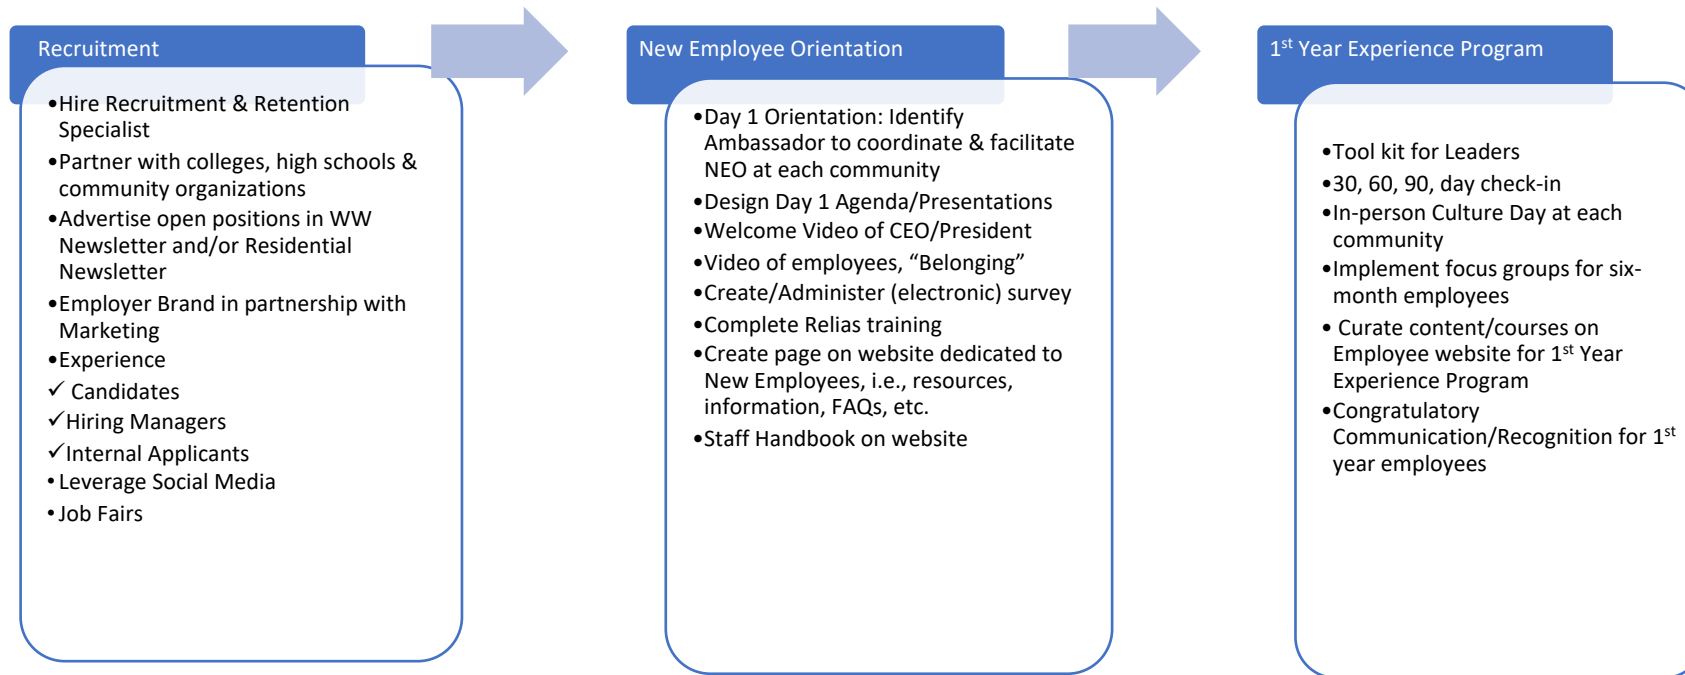 Recruitment
•Hire Recruitment & Retention
Specialist
•Partner with colleges, high schools &
community organizations
•Advertise open positions in WW
Newsletter and/or Residential
Newsletter
•Employer Brand in partnership with
Marketing
•Experience
✓ Candidates
✓Hiring Managers
✓Internal Applicants
• Leverage Social Media
• Job Fairs
New Employee Orientation
•Day 1 Orientation: Identify
Ambassador to coordinate & facilitate
NEO at each community
•Design Day 1 Agenda/Presentations
•Welcome Video of CEO/President
•Video of employees, “Belonging”
•Create/Administer (electronic) survey
•Complete Relias training
•Create page on website dedicated to
New Employees, i.e., resources,
information, FAQs, etc.
•Staff Handbook on website
1st Year Experience Program
•Tool kit for Leaders
•30, 60, 90, day check-in
•In-person Culture Day at each
community
•Implement focus groups for six-
month employees
• Curate content/courses on
Employee website for 1st Year
Experience Program
•Congratulatory
Communication/Recognition for 1st
year employees